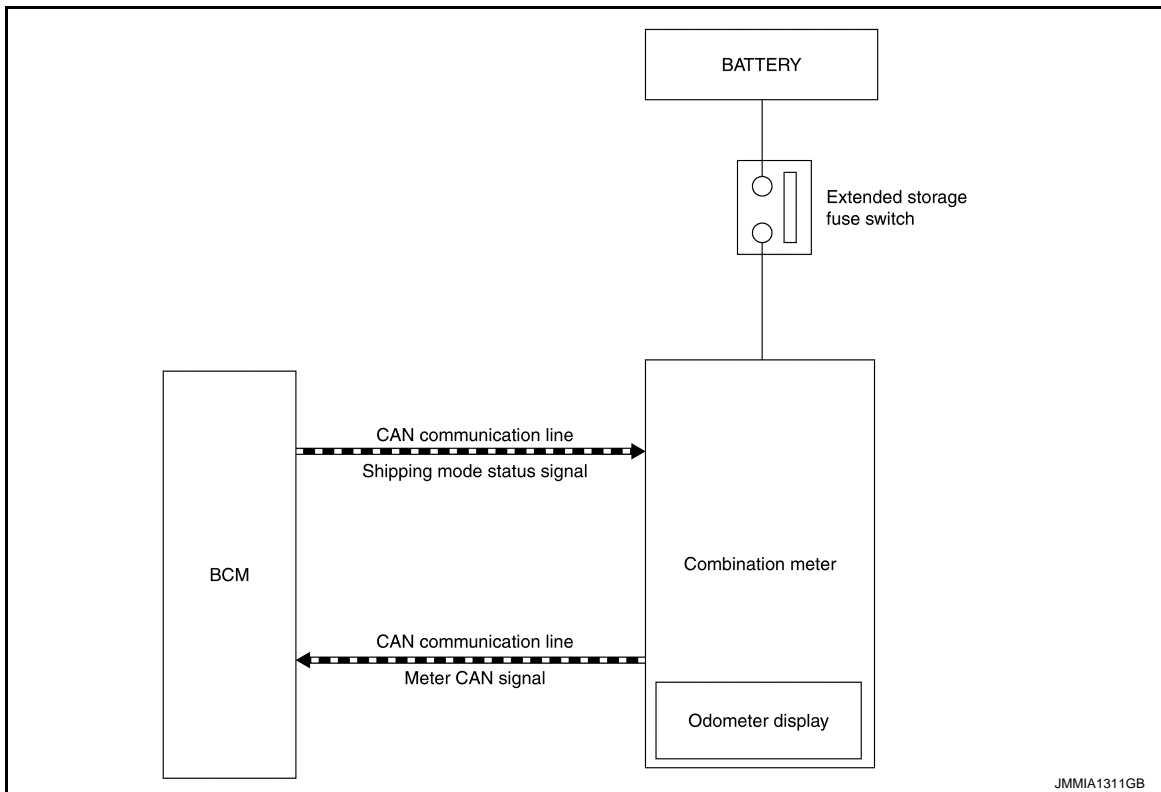 BATTERY
Extended storage
fuse switch
CAN communication line
Shipping mode status signal
BCM
Combination meter
CAN communication line
Meter CAN signal
Odometer display
JMMIA1311GB